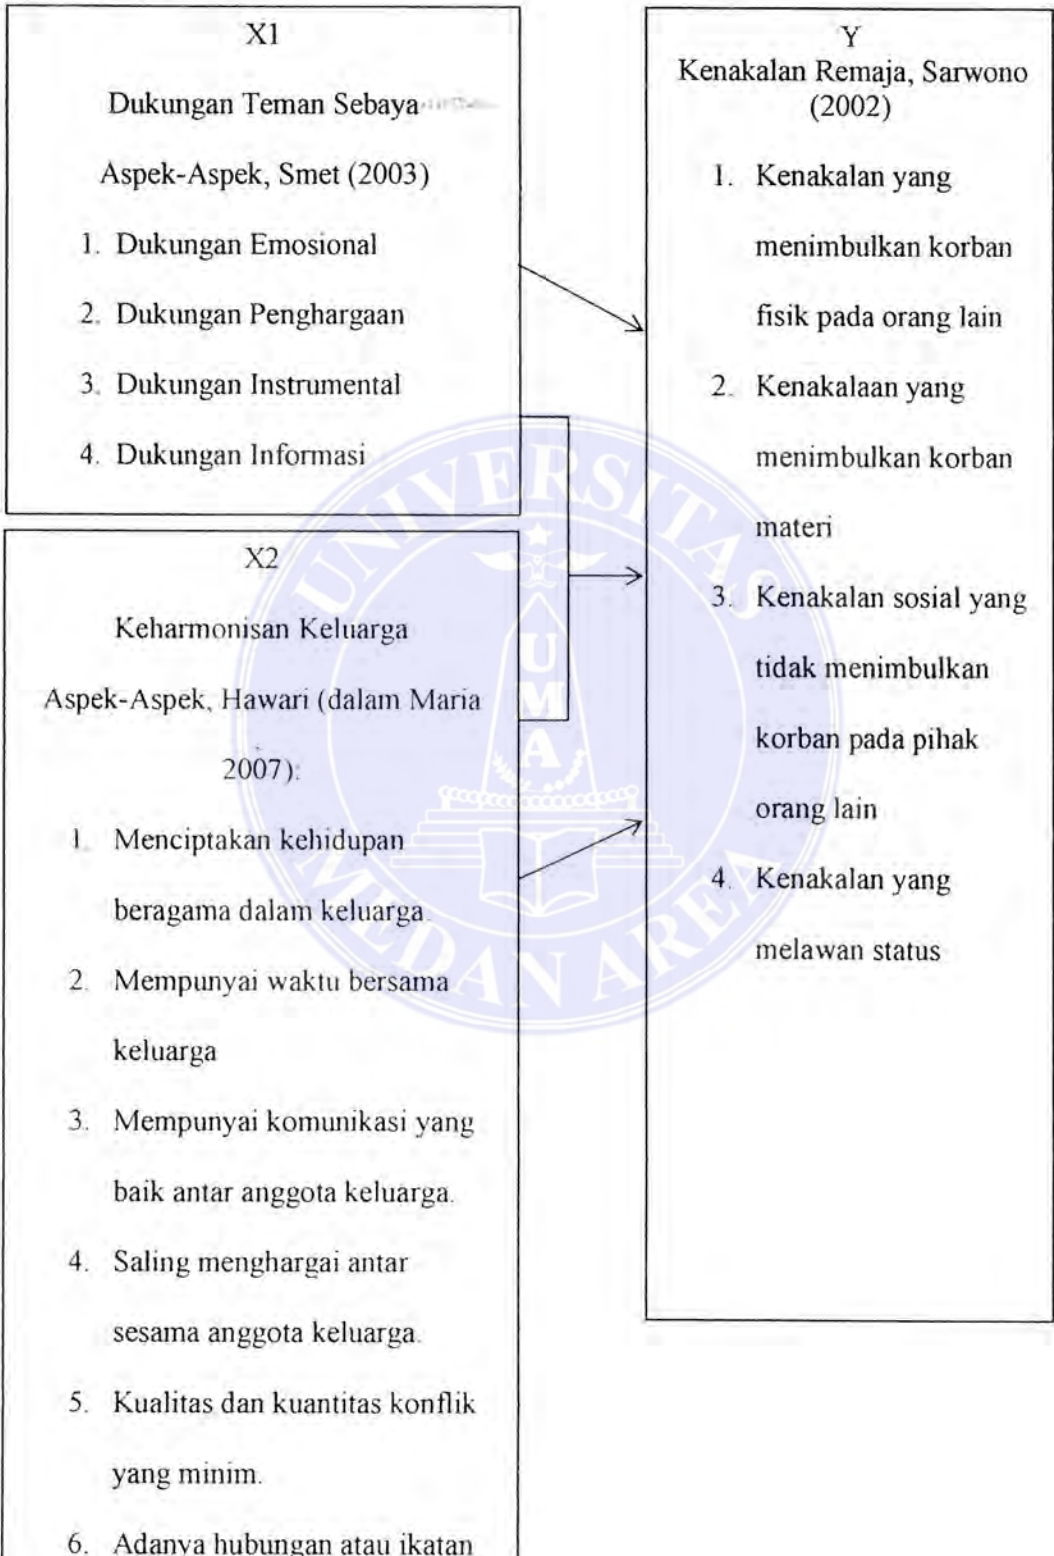 X1
Dukungan Teman Sebaya
Aspek-Aspek, Smet (2003)
1. Dukungan Emosional
2. Dukungan Penghargaan
3. Dukungan Instrumental
4. Dukungan Informasi
X2
Keharmonisan Keluarga
Aspek-Aspek, Hawari (dalam Maria
2007):
1. Menciptakan kehidupan
beragama dalam keluarga.
2. Mempunyai waktu bersama
keluarga
3. Mempunyai komunikasi yang
baik antar anggota keluarga.
4. Saling menghargai antar
sesama anggota keluarga.
5. Kualitas dan kuantitas konflik
yang minim.
6. Adanya hubungan atau ikatan
Y
Kenakalan Remaja, Sarwono
(2002)
1. Kenakalan yang
menimbulkan korban
fisik pada orang lain
2. Kenakalaan yang
menimbulkan korban
materi
3. Kenakalan sosial yang
tidak menimbulkan
korban pada pihak
orang lain
4. Kenakalan yang
melawan status
UNIVERSITAS
UMA
MEDAN AREA